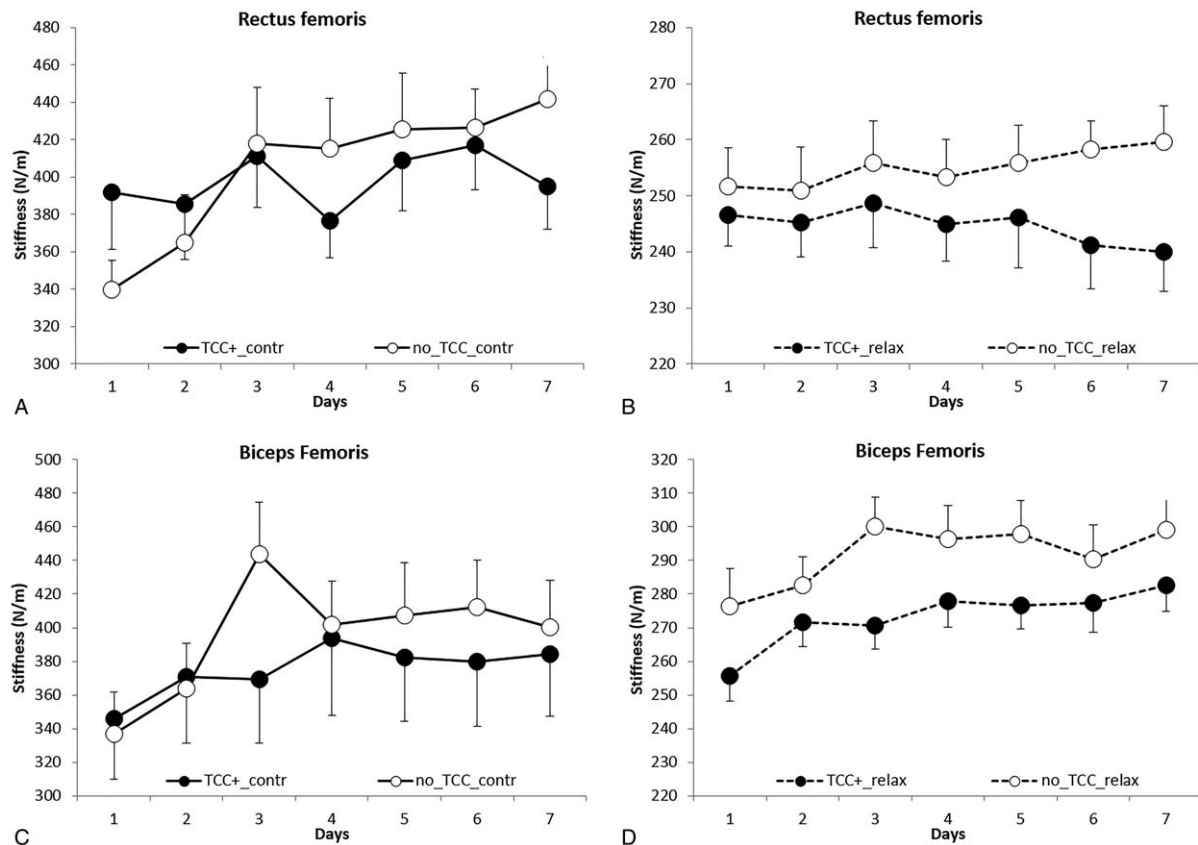 Rectus femoris
480
460
440
420
400
380
360
340
320
300
Stiffness (N/m)
TCC+_contr no_TCC_contr
1 2 3 4 5 6 7
Days
A
Rectus femoris
280
270
260
250
240
230
220
Stiffness (N/m)
TCC+_relax no_TCC_relax
1 2 3 4 5 6 7
Days
B
Biceps Femoris
500
480
460
440
420
400
380
360
340
320
300
Stiffness (N/m)
TCC+_contr no_TCC_contr
1 2 3 4 5 6 7
Days
C
Biceps Femoris
320
310
300
290
280
270
260
250
240
230
220
Stiffness (N/m)
TCC+_relax no_TCC_relax
1 2 3 4 5 6 7
Days
D